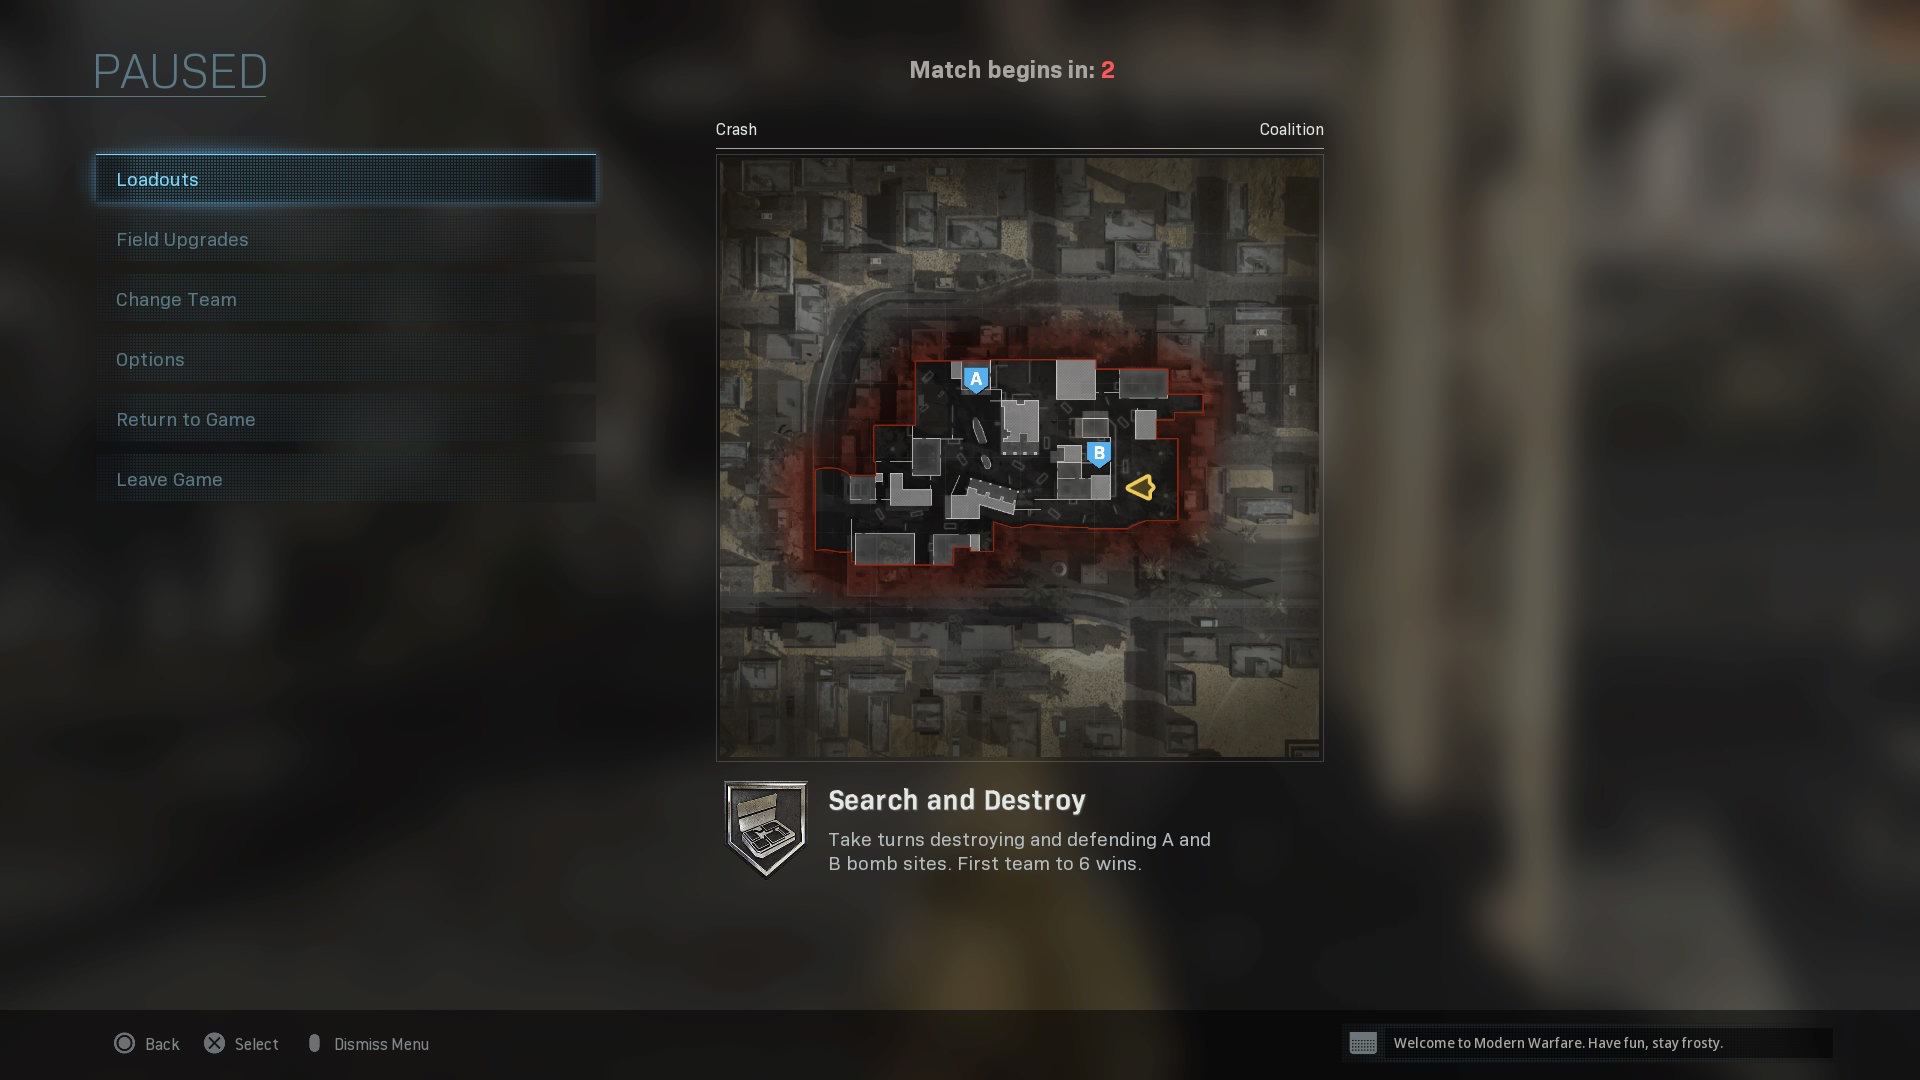 PAUSED
Match begins in: 2
Crash
Coalition
Loadouts
Field Upgrades
Change Team
Options
Return to Game
Leave Game
A
B
Search and Destroy
Take turns destroying and defending A and
B bomb sites. First team to 6 wins.
Back
Select
Dismiss Menu
Welcome to Modern Warfare. Have fun, stay frosty.